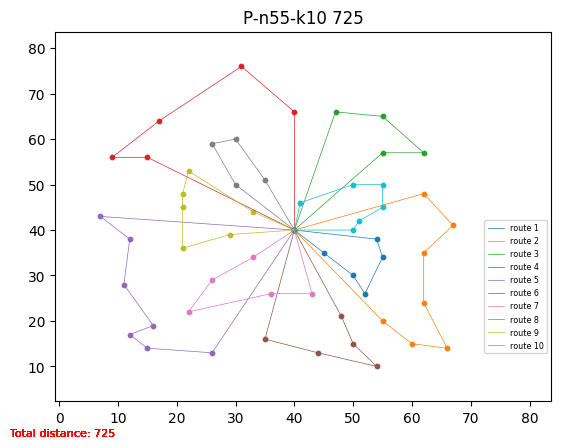 P-n55-k10 725
80
70
60
50
40
30
20
10
0 10 20 30 40 50 60 70 80
route 1
route 2
route 3
route 4
route 5
route 6
route 7
route 8
route 9
route 10
Total distance: 725